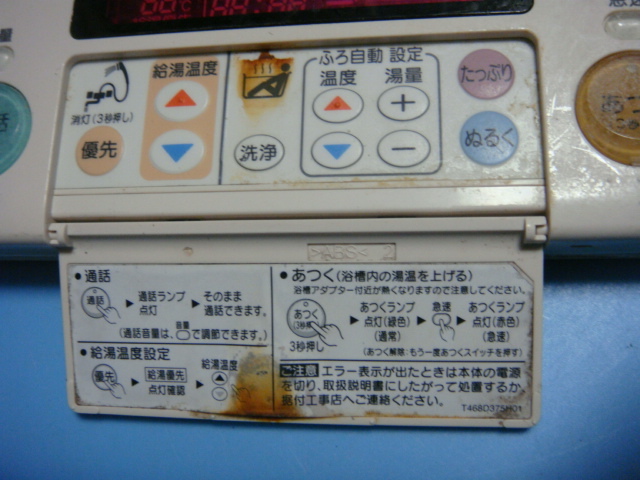 給湯温度
消灯(3秒押し)
優先
洗浄
ふろ自動 設定
温度 湯量
たっぷり
ぬるく
>ABS< 2
●通話
通話 ▶ 通話ランプ点灯 ▶ そのまま通話できます。
(通話音量は、音量で調節できます。)
●給湯温度設定
優先 ▶ 給湯優先点灯確認 ▶ 給湯温度
●あつく(浴槽内の湯温を上げる)
浴槽アダプター付近が熱くなりますので注意してください。
あつく(3秒押し) ▶ あつくランプ点灯(緑色)(通常) ▶ 急速 ▶ あつくランプ点灯(赤色)(急速)
3秒押し
(あつく解除:もう一度あつくスイッチを押す)
ご注意 エラー表示が出たときは本体の電源
を切り、取扱説明書にしたがって処置するか、
据付工事店へご連絡ください。
T468D375H01